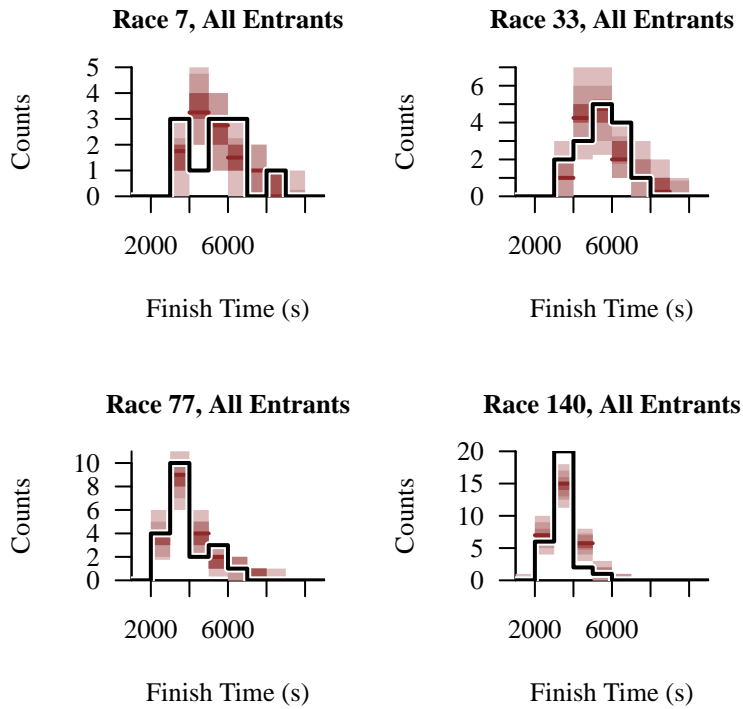 Race 7, All Entrants
Counts
5
4
3
2
1
0
2000 6000
Finish Time (s)
Race 33, All Entrants
Counts
6
4
2
0
2000 6000
Finish Time (s)
Race 77, All Entrants
Counts
10
8
6
4
2
0
2000 6000
Finish Time (s)
Race 140, All Entrants
Counts
20
15
10
5
0
2000 6000
Finish Time (s)